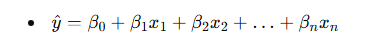 • ŷ = β₀ + β₁x₁ + β₂x₂ + … + βₙxₙ